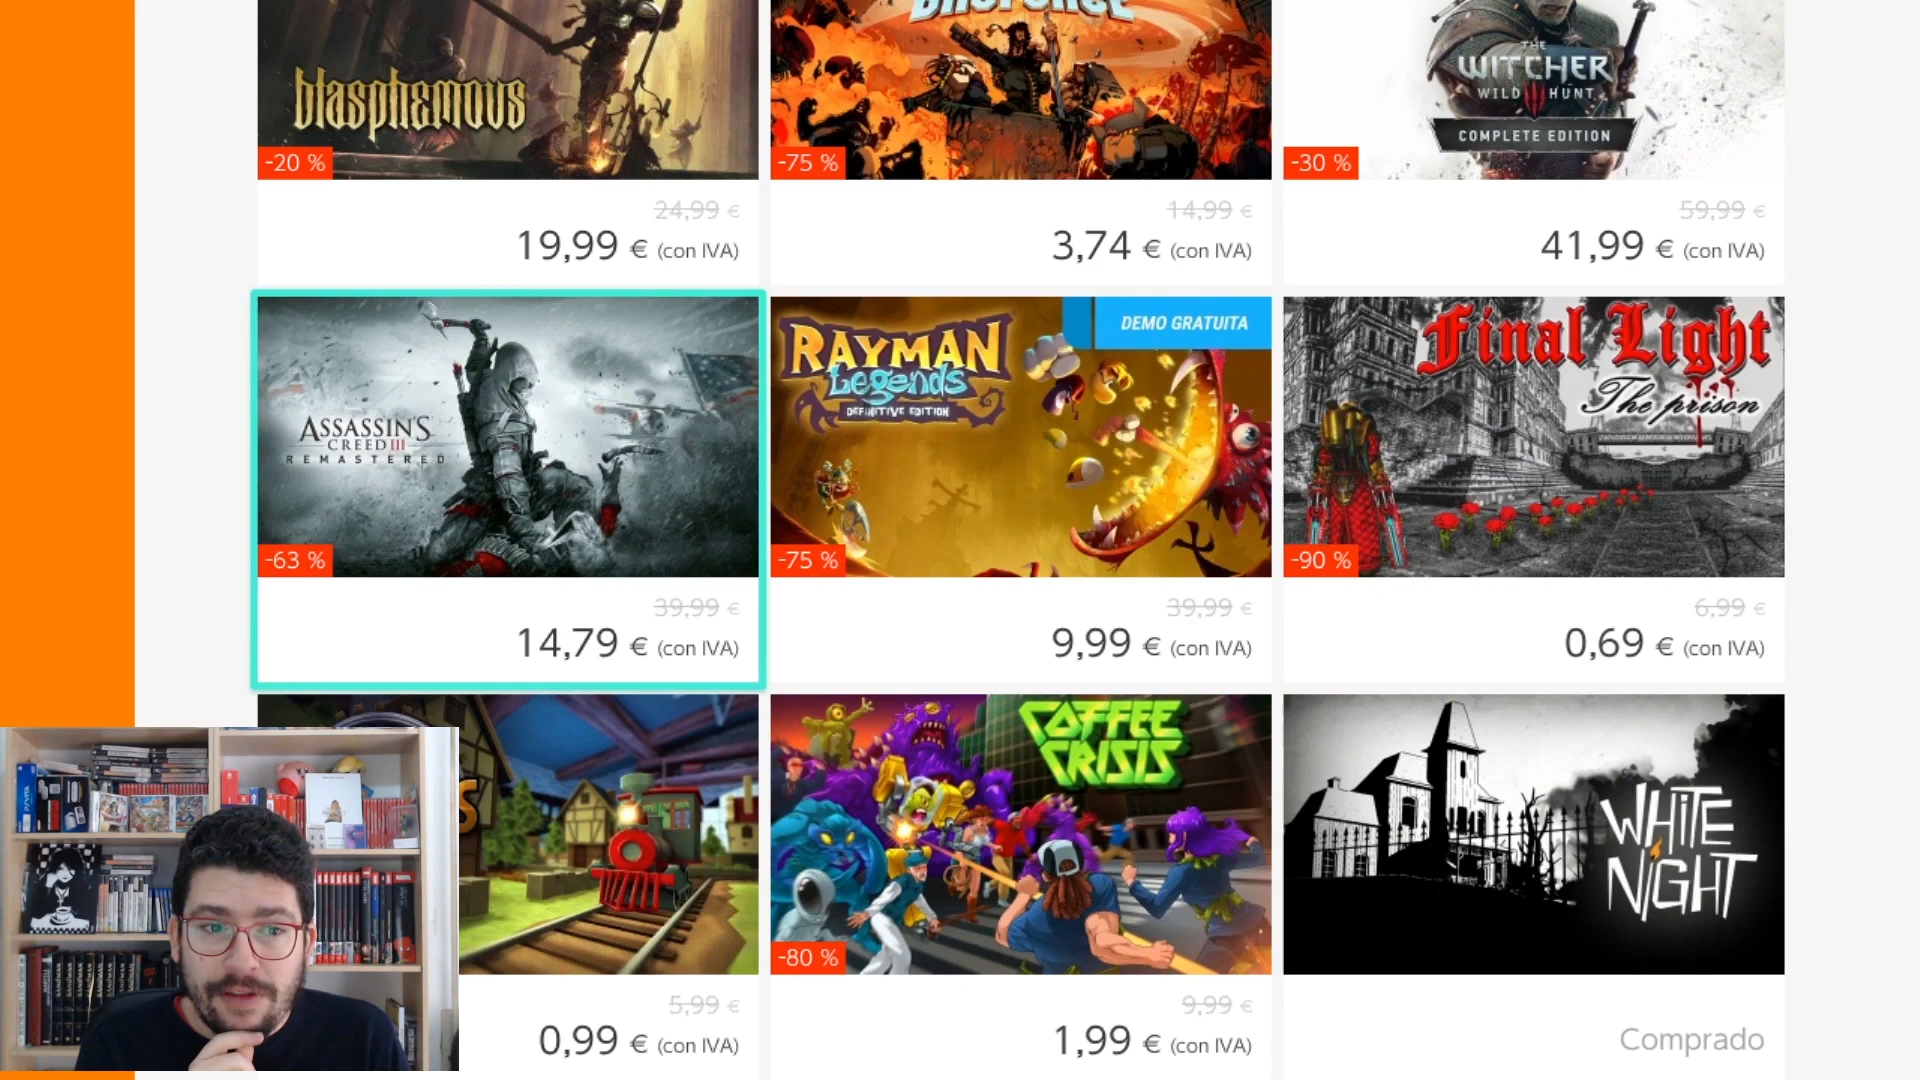 blasphemous
-20 %
24,99 €
19,99 € (con IVA)
-75 %
14,99 €
3,74 € (con IVA)
THE
WITCHER
WILD HUNT
COMPLETE EDITION
-30 %
59,99 €
41,99 € (con IVA)
ASSASSIN'S
CREED III
REMASTERED
-63 %
39,99 €
14,79 € (con IVA)
DEMO GRATUITA
RAYMAN
Legends
DEFINITIVE EDITION
-75 %
39,99 €
9,99 € (con IVA)
Final Light
The prison
-90 %
6,99 €
0,69 € (con IVA)
5,99 €
0,99 € (con IVA)
COFFEE
CRISIS
-80 %
9,99 €
1,99 € (con IVA)
WHITE
NIGHT
Comprado
PSVITA